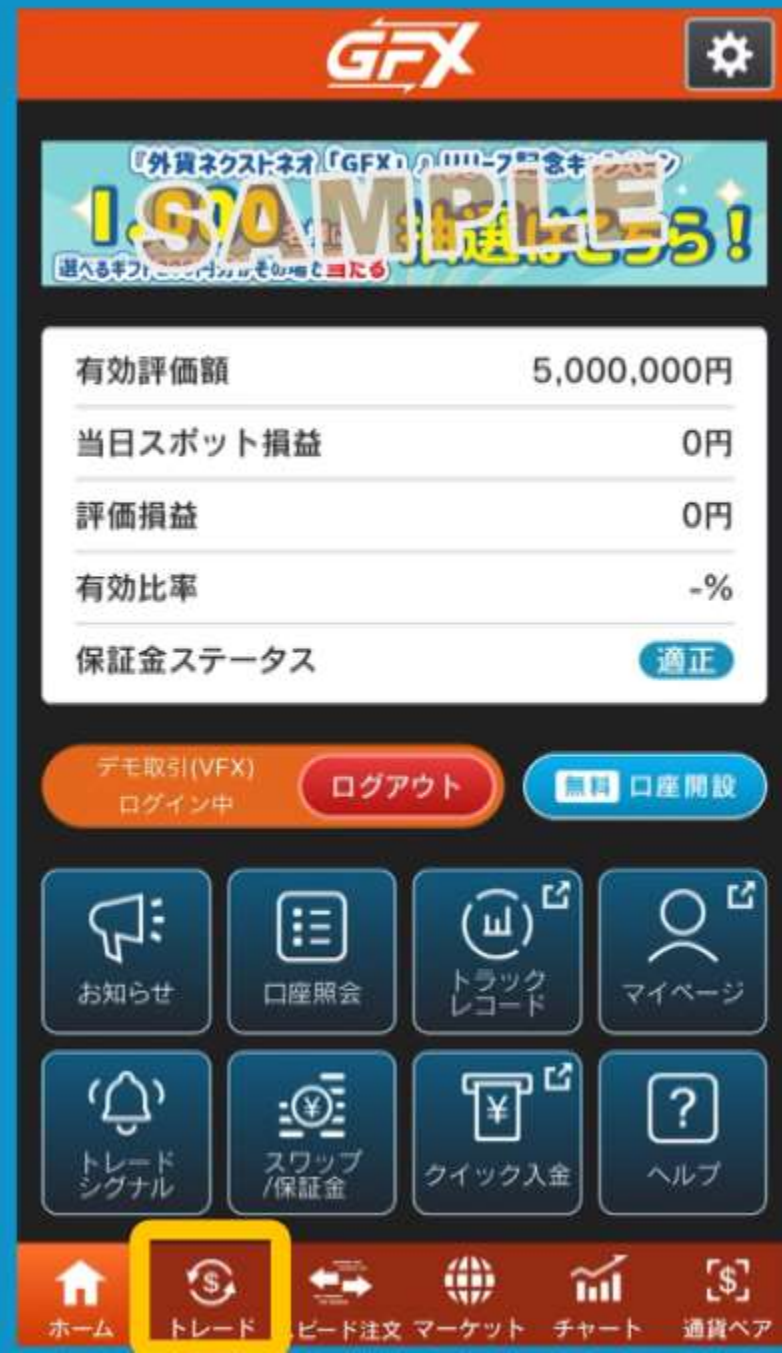 GFX
『外貨ネクストネオ「GFX」』リリース記念キャンペーン
SAMPLE
選べるギフト
当たる
有効評価額 5,000,000円
当日スポット損益 0円
評価損益 0円
有効比率 -%
保証金ステータス 適正
デモ取引(VFX)
ログイン中
ログアウト
無料 口座開設
お知らせ
口座照会
トラック
レコード
マイページ
トレード
シグナル
スワップ
/保証金
クイック入金
ヘルプ
ホーム
トレード
ピード注文
マーケット
チャート
通貨ペア